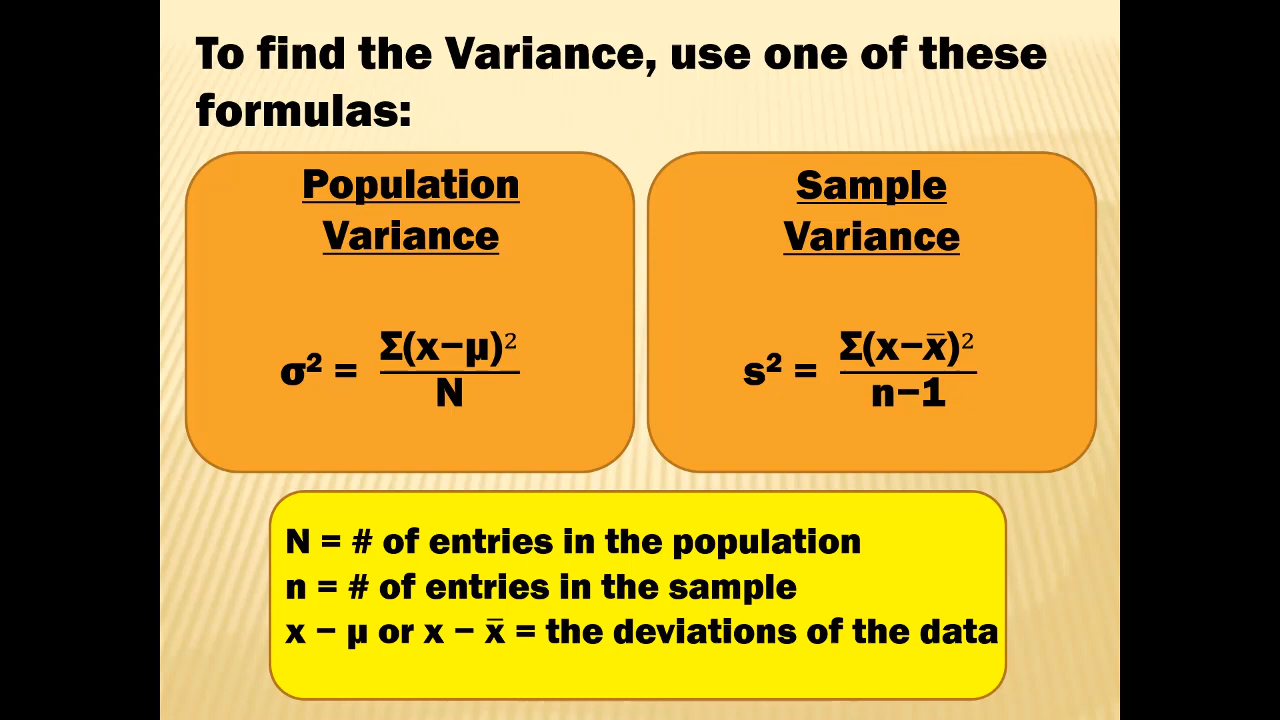 To find the Variance, use one of these
formulas:
Population
Variance
σ² = Σ(x−μ)²
N
Sample
Variance
s² = Σ(x−x̅)²
n−1
N = # of entries in the population
n = # of entries in the sample
x − μ or x − x̅ = the deviations of the data